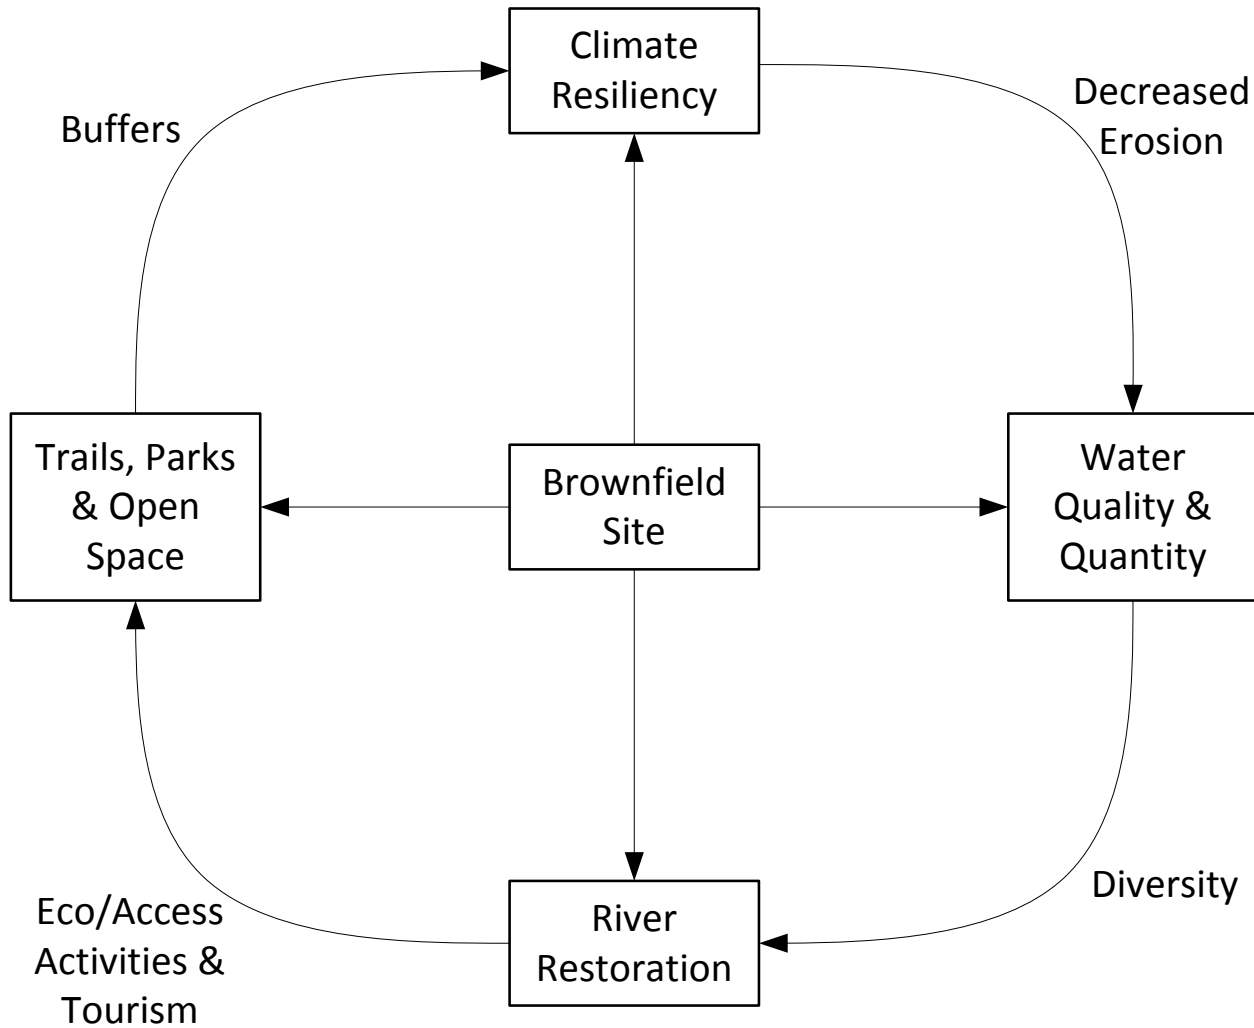 Climate
Resiliency
Buffers
Decreased
Erosion
Trails, Parks
& Open
Space
Brownfield
Site
Water
Quality &
Quantity
Eco/Access
Activities &
Tourism
River
Restoration
Diversity